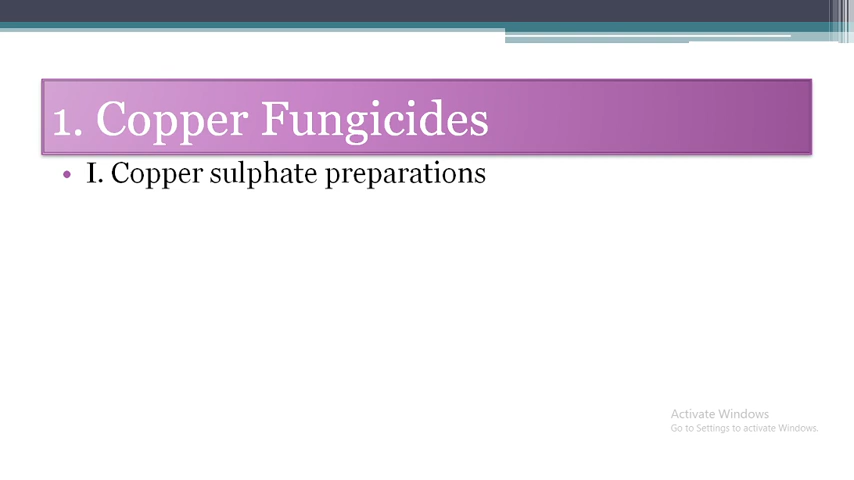 1. Copper Fungicides
• I. Copper sulphate preparations
Activate Windows
Go to Settings to activate Windows.